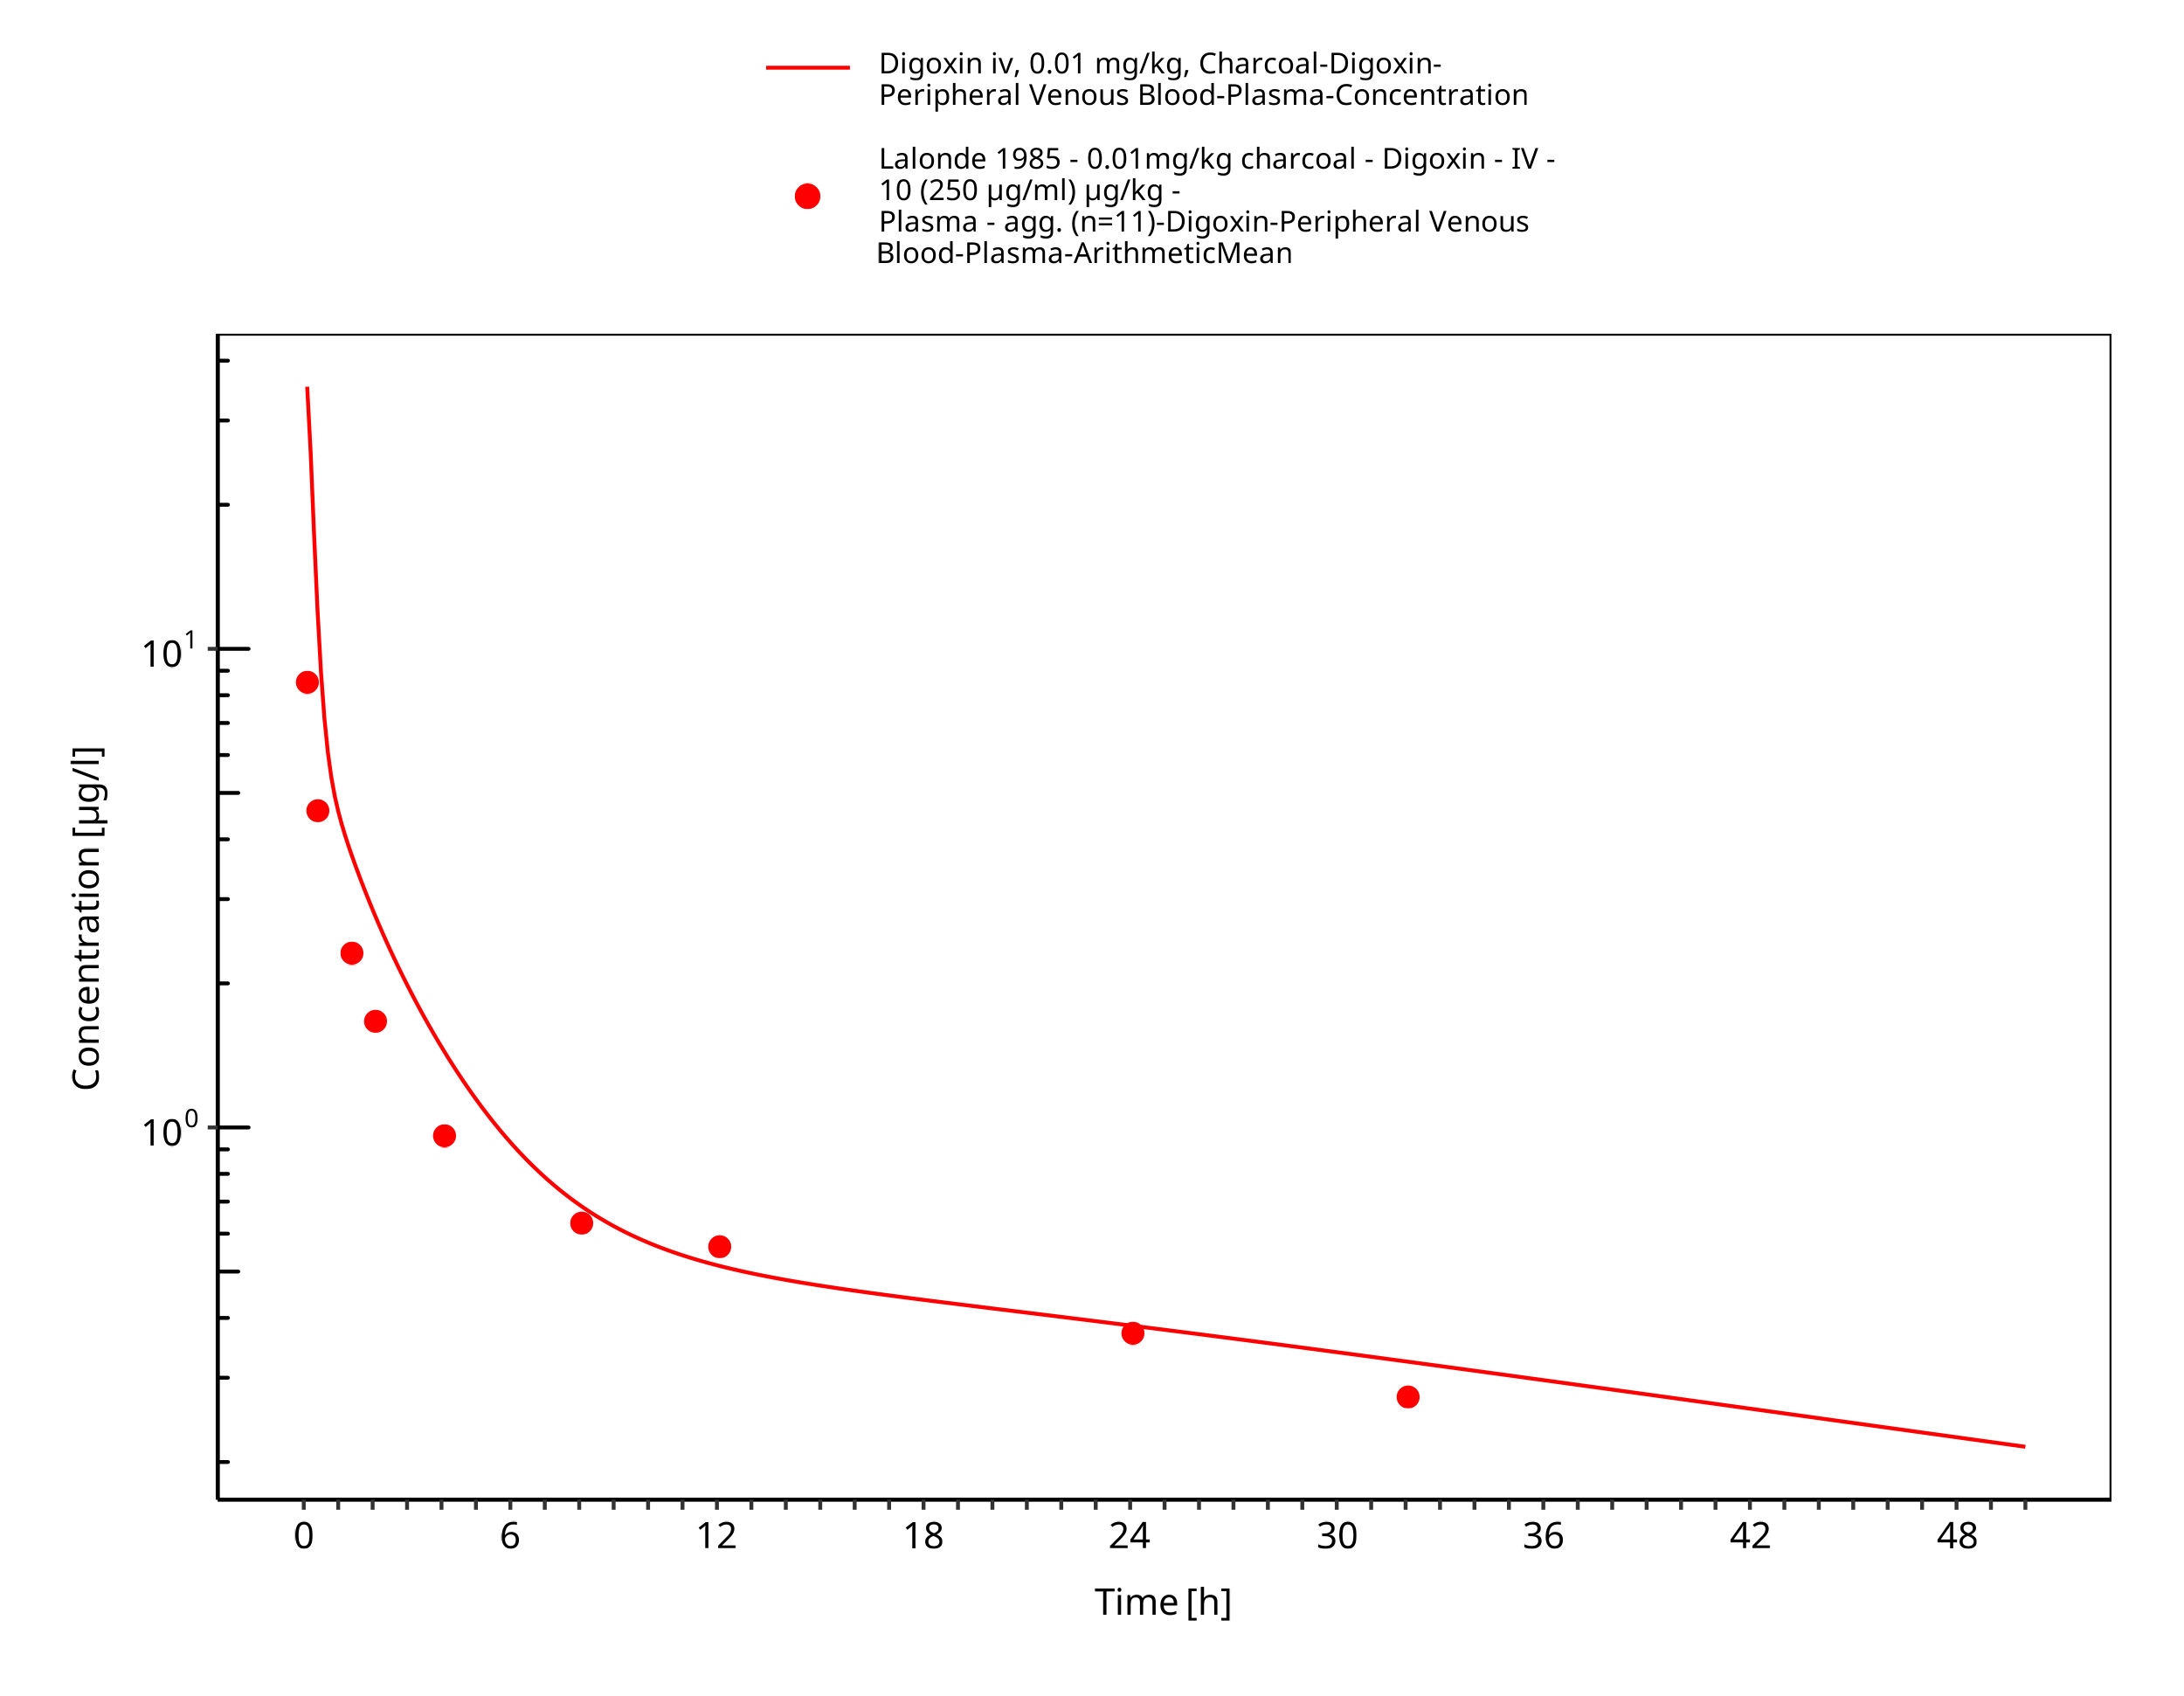 Digoxin iv, 0.01 mg/kg, Charcoal-Digoxin-
Peripheral Venous Blood-Plasma-Concentration
Lalonde 1985 - 0.01mg/kg charcoal - Digoxin - IV -
10 (250 µg/ml) µg/kg -
Plasma - agg. (n=11)-Digoxin-Peripheral Venous
Blood-Plasma-ArithmeticMean
Concentration [µg/l]
10¹
10⁰
0 6 12 18 24 30 36 42 48
Time [h]